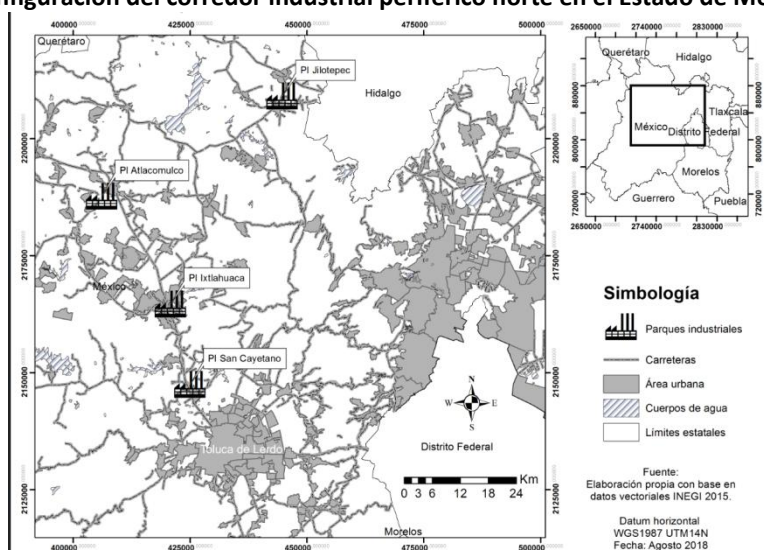 nfiguración del corredor industrial periférico norte en el Estado de Mé
400000 425000 450000 475000 500000
Querétaro
PI Jilotepec
Hidalgo
2200000
2200000
PI Atlacomulco
2175000
2175000
México
PI Ixtlahuaca
PI San Cayetano
2150000
2150000
Toluca de Lerdo
Distrito Federal
N
W E
S
Km
0 3 6 12 18 24
2125000
2125000
Morelos
400000 425000 450000 475000 500000
2650000 2740000 2830000
Querétaro
Hidalgo
880000
880000
Tlaxcala
México
Distrito Federal
800000
800000
Morelos
Guerrero
Puebla
720000
720000
2650000 2740000 2830000
Simbología
Parques industriales
Carreteras
Área urbana
Cuerpos de agua
Limites estatales
Fuente:
Elaboración propia con base en
datos vectoriales INEGI 2015.
Datum horizontal
WGS1987 UTM14N
Fecha: Agosto 2018